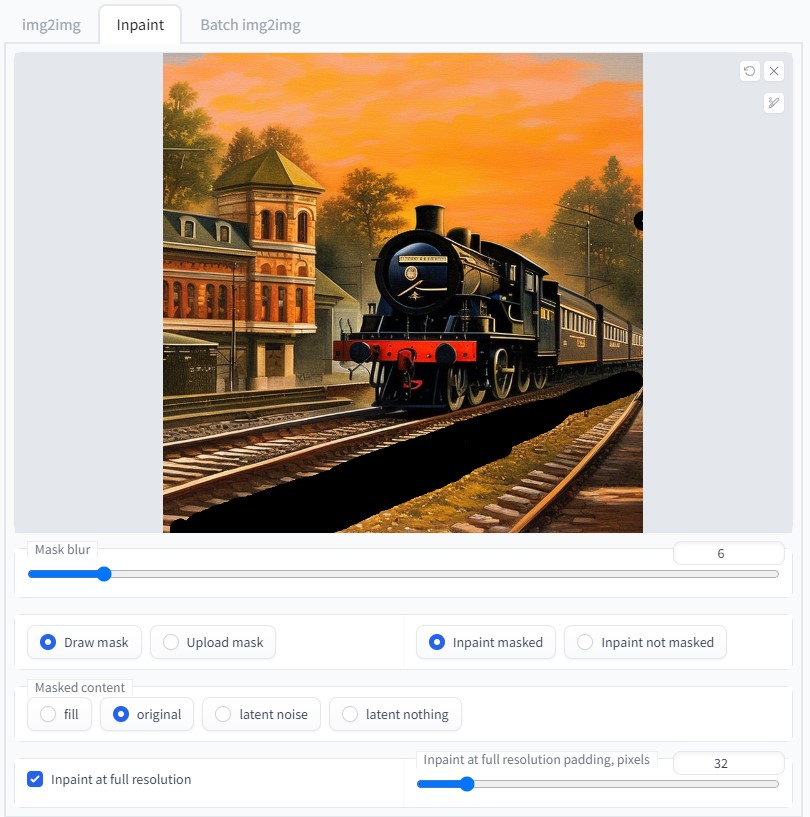 img2img Inpaint Batch img2img
Mask blur 6
Draw mask Upload mask Inpaint masked Inpaint not masked
Masked content
fill original latent noise latent nothing
Inpaint at full resolution Inpaint at full resolution padding, pixels 32